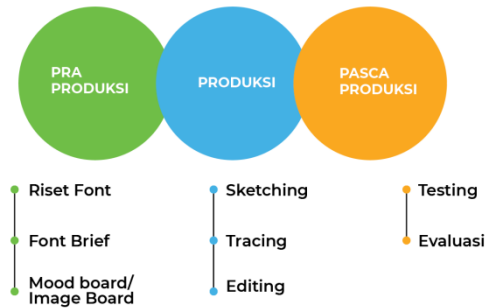 PRA
PRODUKSI
PRODUKSI
PASCA
PRODUKSI
Riset Font
Font Brief
Mood board/
Image Board
Sketching
Tracing
Editing
Testing
Evaluasi